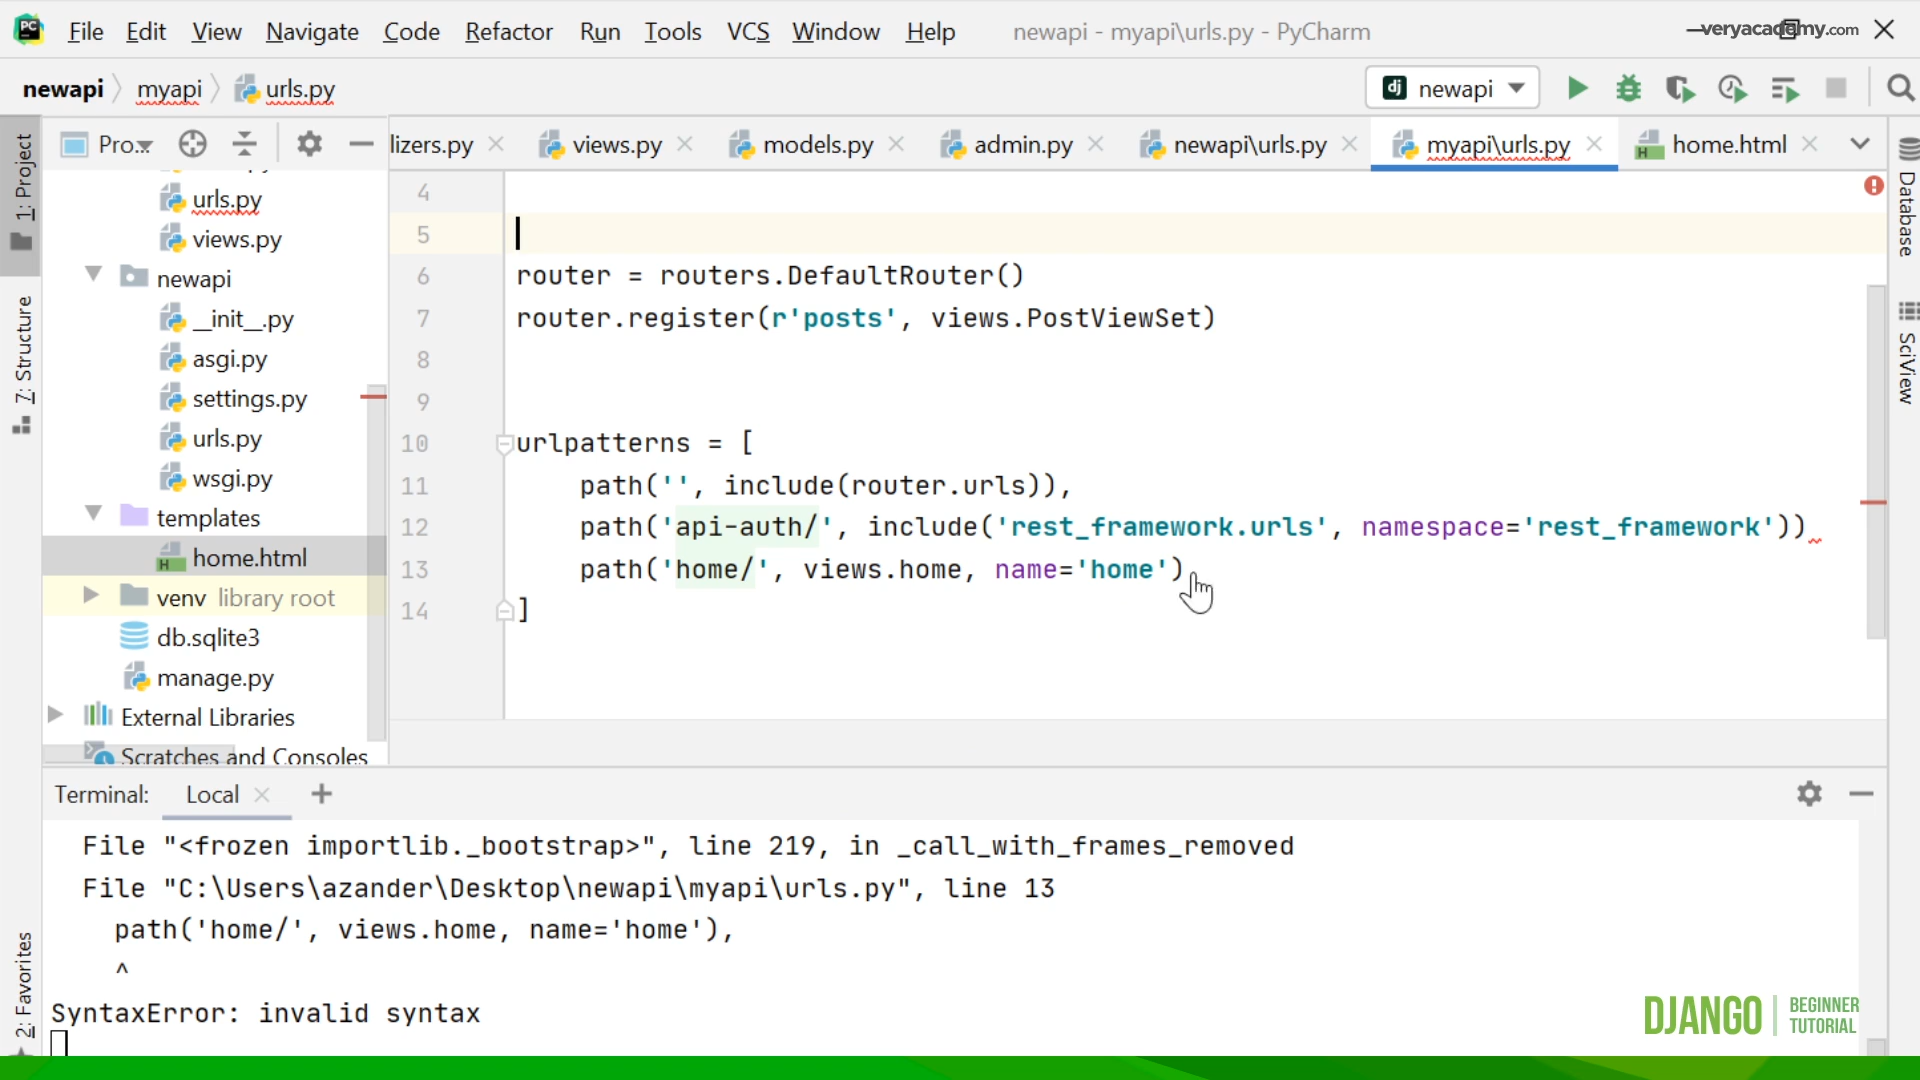 File Edit View Navigate Code Refactor Run Tools VCS Window Help newapi - myapi\urls.py - PyCharm
veryacademy.com
newapi myapi urls.py
newapi
1: Project
7: Structure
2: Favorites
Pro...
lizers.py views.py models.py admin.py newapi\urls.py myapi\urls.py home.html
urls.py
views.py
newapi
__init__.py
asgi.py
settings.py
urls.py
wsgi.py
templates
home.html
venv library root
db.sqlite3
manage.py
External Libraries
Scratches and Consoles
4
5
6 router = routers.DefaultRouter()
7 router.register(r'posts', views.PostViewSet)
8
9
10 urlpatterns = [
11 path('', include(router.urls)),
12 path('api-auth/', include('rest_framework.urls', namespace='rest_framework'))
13 path('home/', views.home, name='home')
14 ]
Database
SciView
Terminal: Local
File "<frozen importlib._bootstrap>", line 219, in _call_with_frames_removed
File "C:\Users\azander\Desktop\newapi\myapi\urls.py", line 13
path('home/', views.home, name='home'),
^
SyntaxError: invalid syntax
DJANGO BEGINNER
TUTORIAL